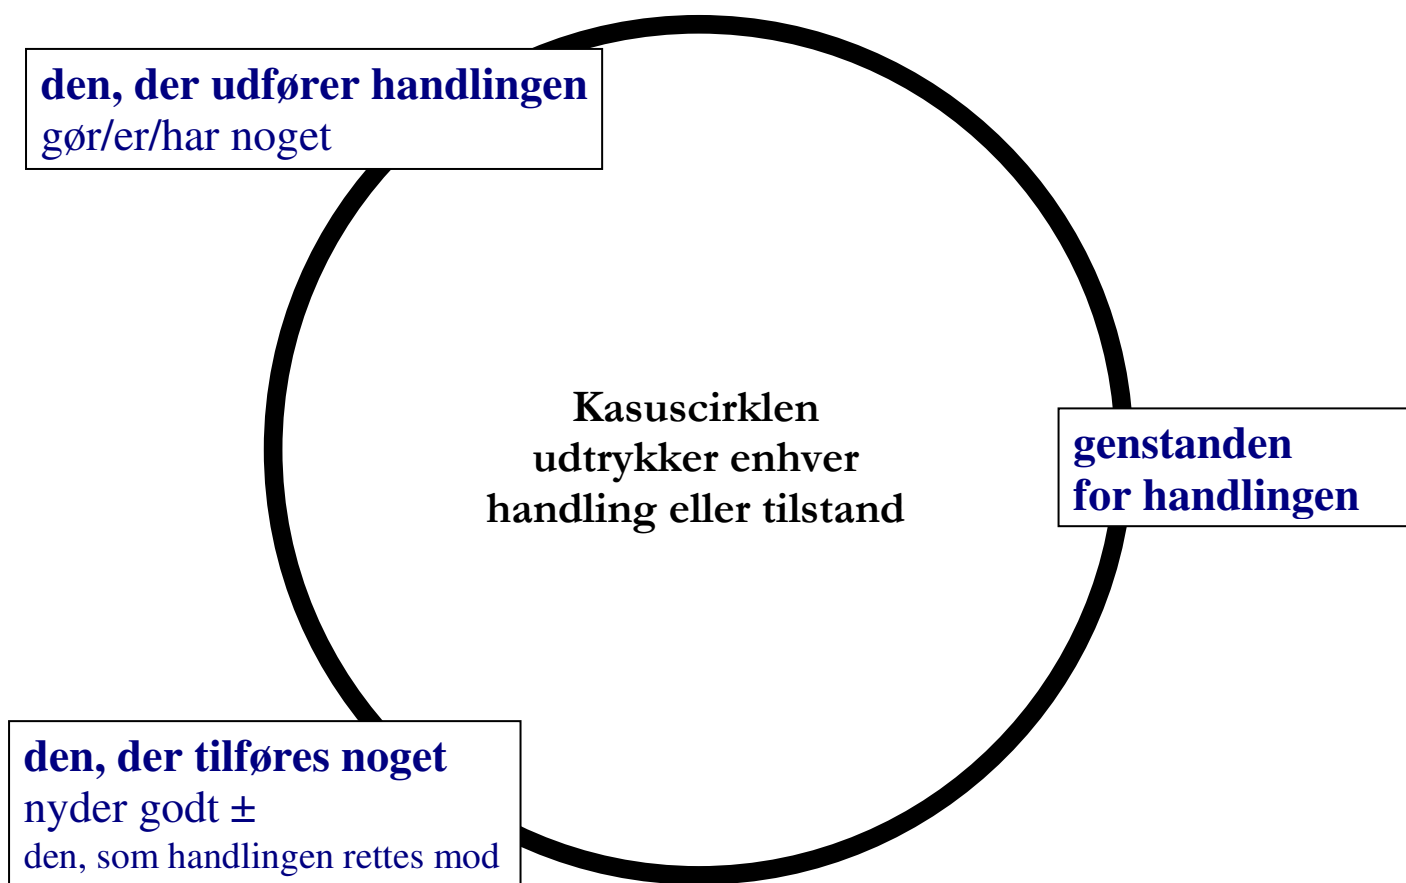 den, der udfører handlingen
gør/er/har noget
Kasuscirklen
udtrykker enhver
handling eller tilstand
genstanden
for handlingen
den, der tilføres noget
nyder godt ±
den, som handlingen rettes mod